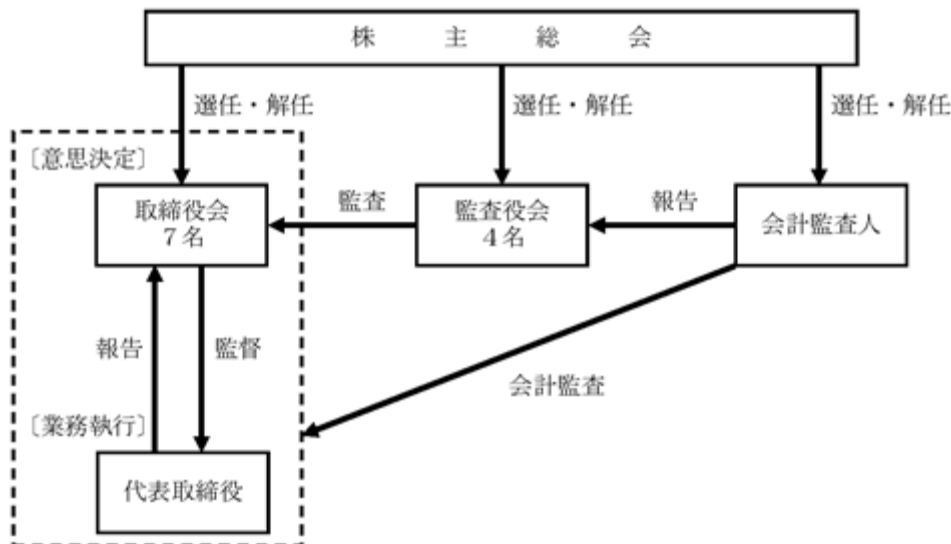 株主総会
選任・解任
選任・解任
選任・解任
〔意思決定〕
取締役会
7名
監査
監査役会
4名
報告
会計監査人
報告
監督
会計監査
〔業務執行〕
代表取締役